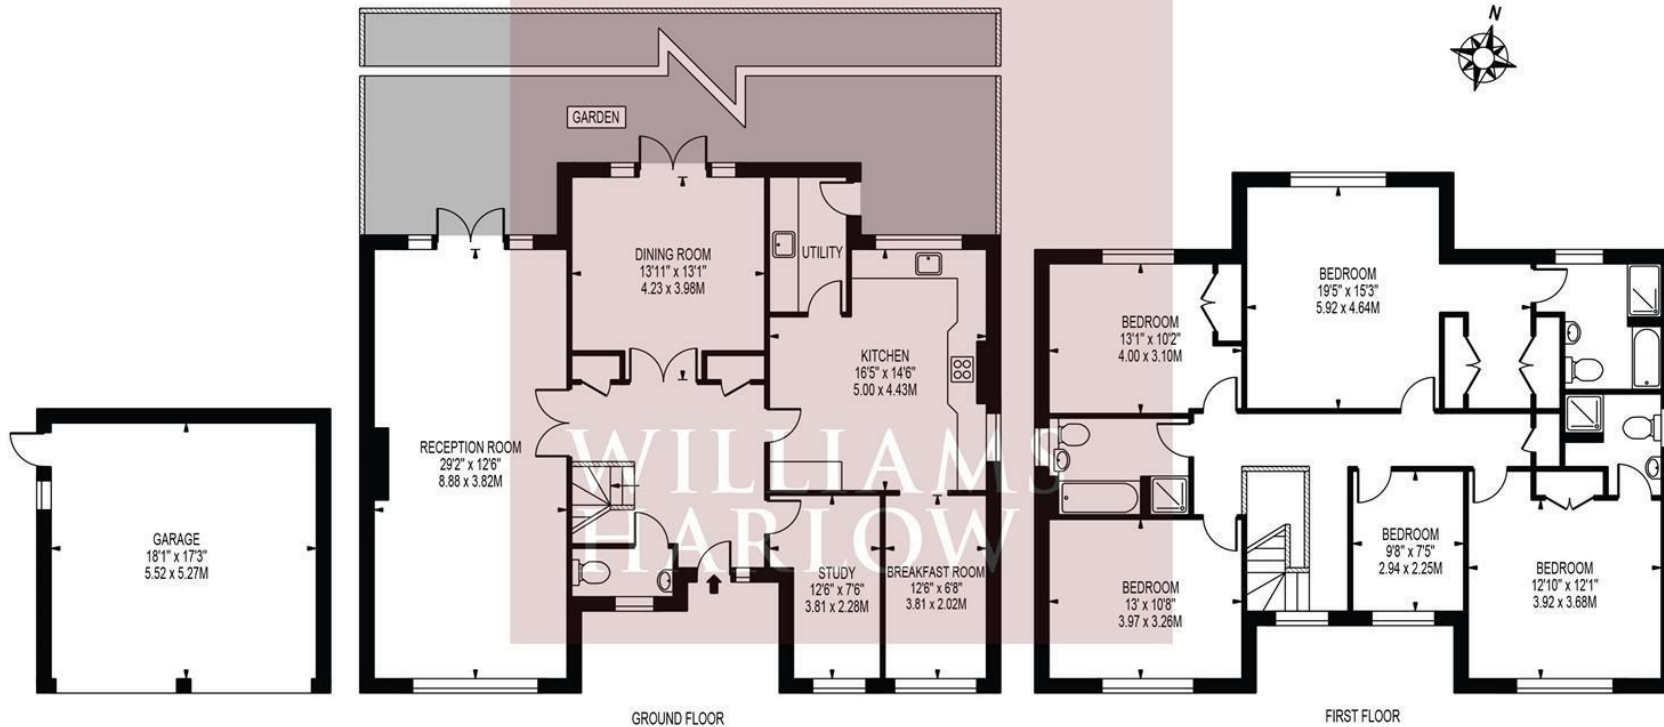 N
GARDEN
DINING ROOM
13'11" x 13'1"
4.23 x 3.98M
UTILITY
KITCHEN
16'5" x 14'6"
5.00 x 4.43M
RECEPTION ROOM
29'2" x 12'6"
8.88 x 3.82M
WILLIAMS
HARLOW
STUDY
12'6" x 7'6"
3.81 x 2.28M
BREAKFAST ROOM
12'6" x 6'8"
3.81 x 2.02M
GARAGE
18'1" x 17'3"
5.52 x 5.27M
GROUND FLOOR
BEDROOM
13'1" x 10'2"
4.00 x 3.10M
BEDROOM
19'5" x 15'3"
5.92 x 4.64M
BEDROOM
13' x 10'8"
3.97 x 3.26M
BEDROOM
9'8" x 7'5"
2.94 x 2.25M
BEDROOM
12'10" x 12'1"
3.92 x 3.68M
FIRST FLOOR